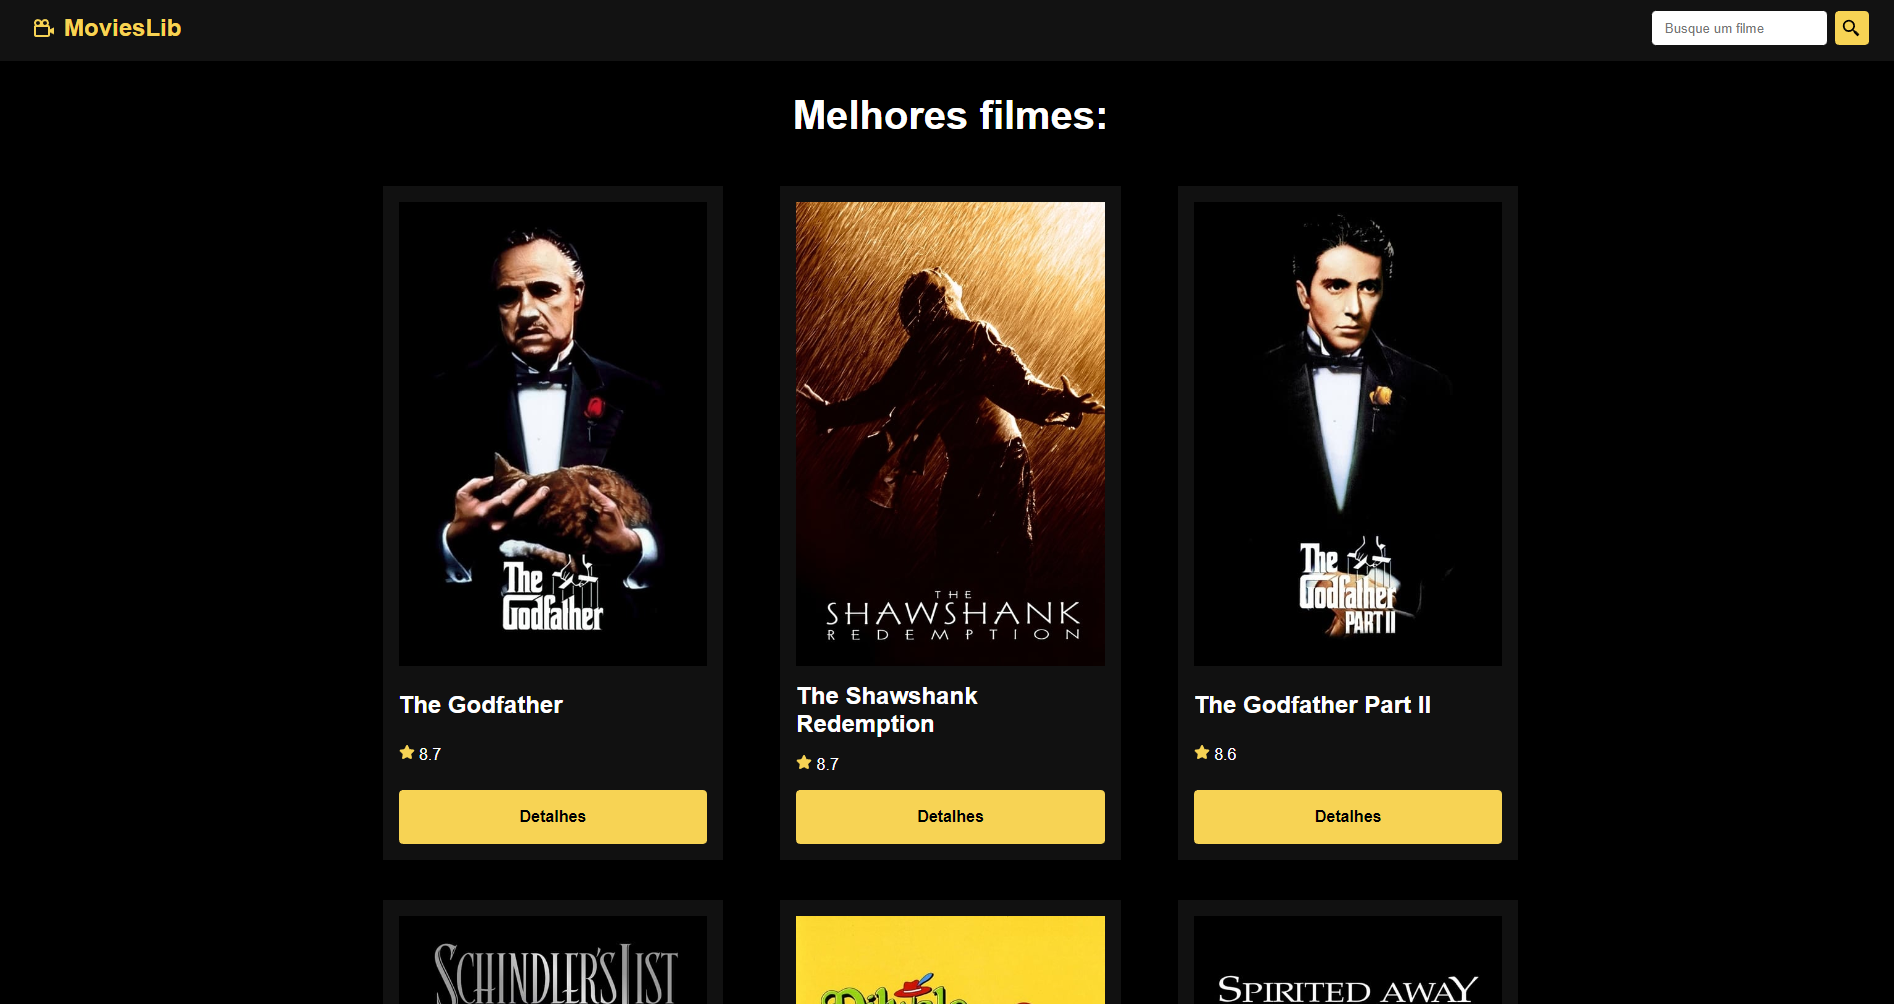 MoviesLib
Busque um filme
Melhores filmes:
The
Godfather
THE
SHAWSHANK
REDEMPTION
The
Godfather
PART II
The Godfather
The Shawshank
Redemption
The Godfather Part II
8.7
8.7
8.6
Detalhes
Detalhes
Detalhes
SCHINDLER'S LIST
SPIRITED AWAY